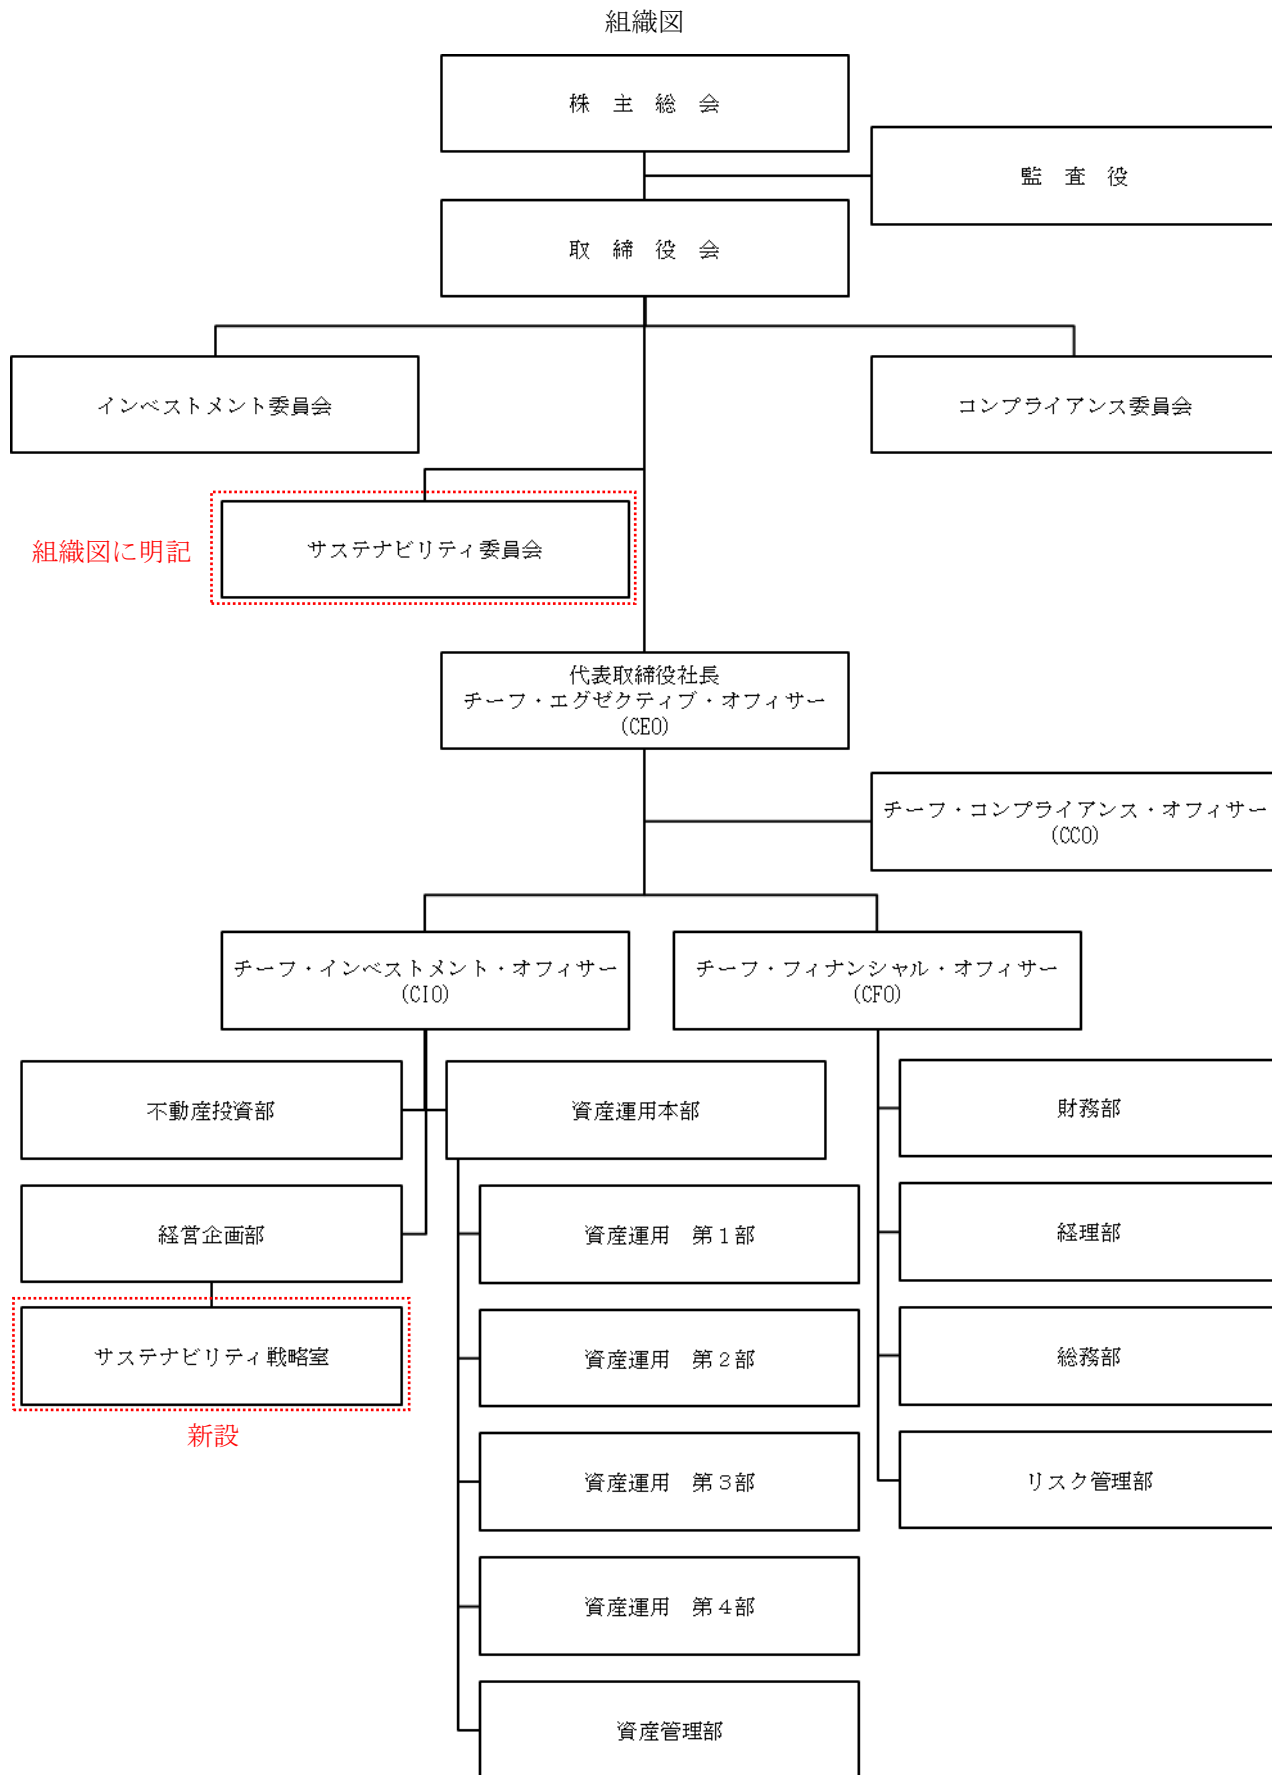 組織図
株　主　総　会
監　査　役
取　締　役　会
インベストメント委員会
コンプライアンス委員会
組織図に明記
サステナビリティ委員会
代表取締役社長
チーフ・エグゼクティブ・オフィサー
(CEO)
チーフ・コンプライアンス・オフィサー
(CCO)
チーフ・インベストメント・オフィサー
(CIO)
チーフ・フィナンシャル・オフィサー
(CFO)
不動産投資部
資産運用本部
財務部
経営企画部
資産運用　第１部
経理部
サステナビリティ戦略室
新設
資産運用　第２部
総務部
資産運用　第３部
リスク管理部
資産運用　第４部
資産管理部